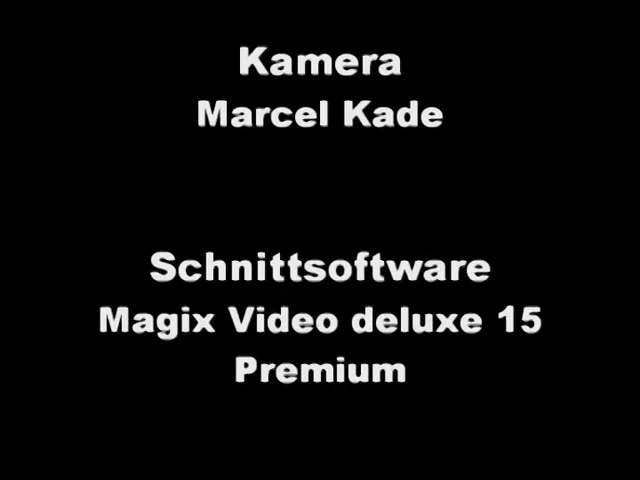 Kamera
Marcel Kade
Schnittsoftware
Magix Video deluxe 15
Premium